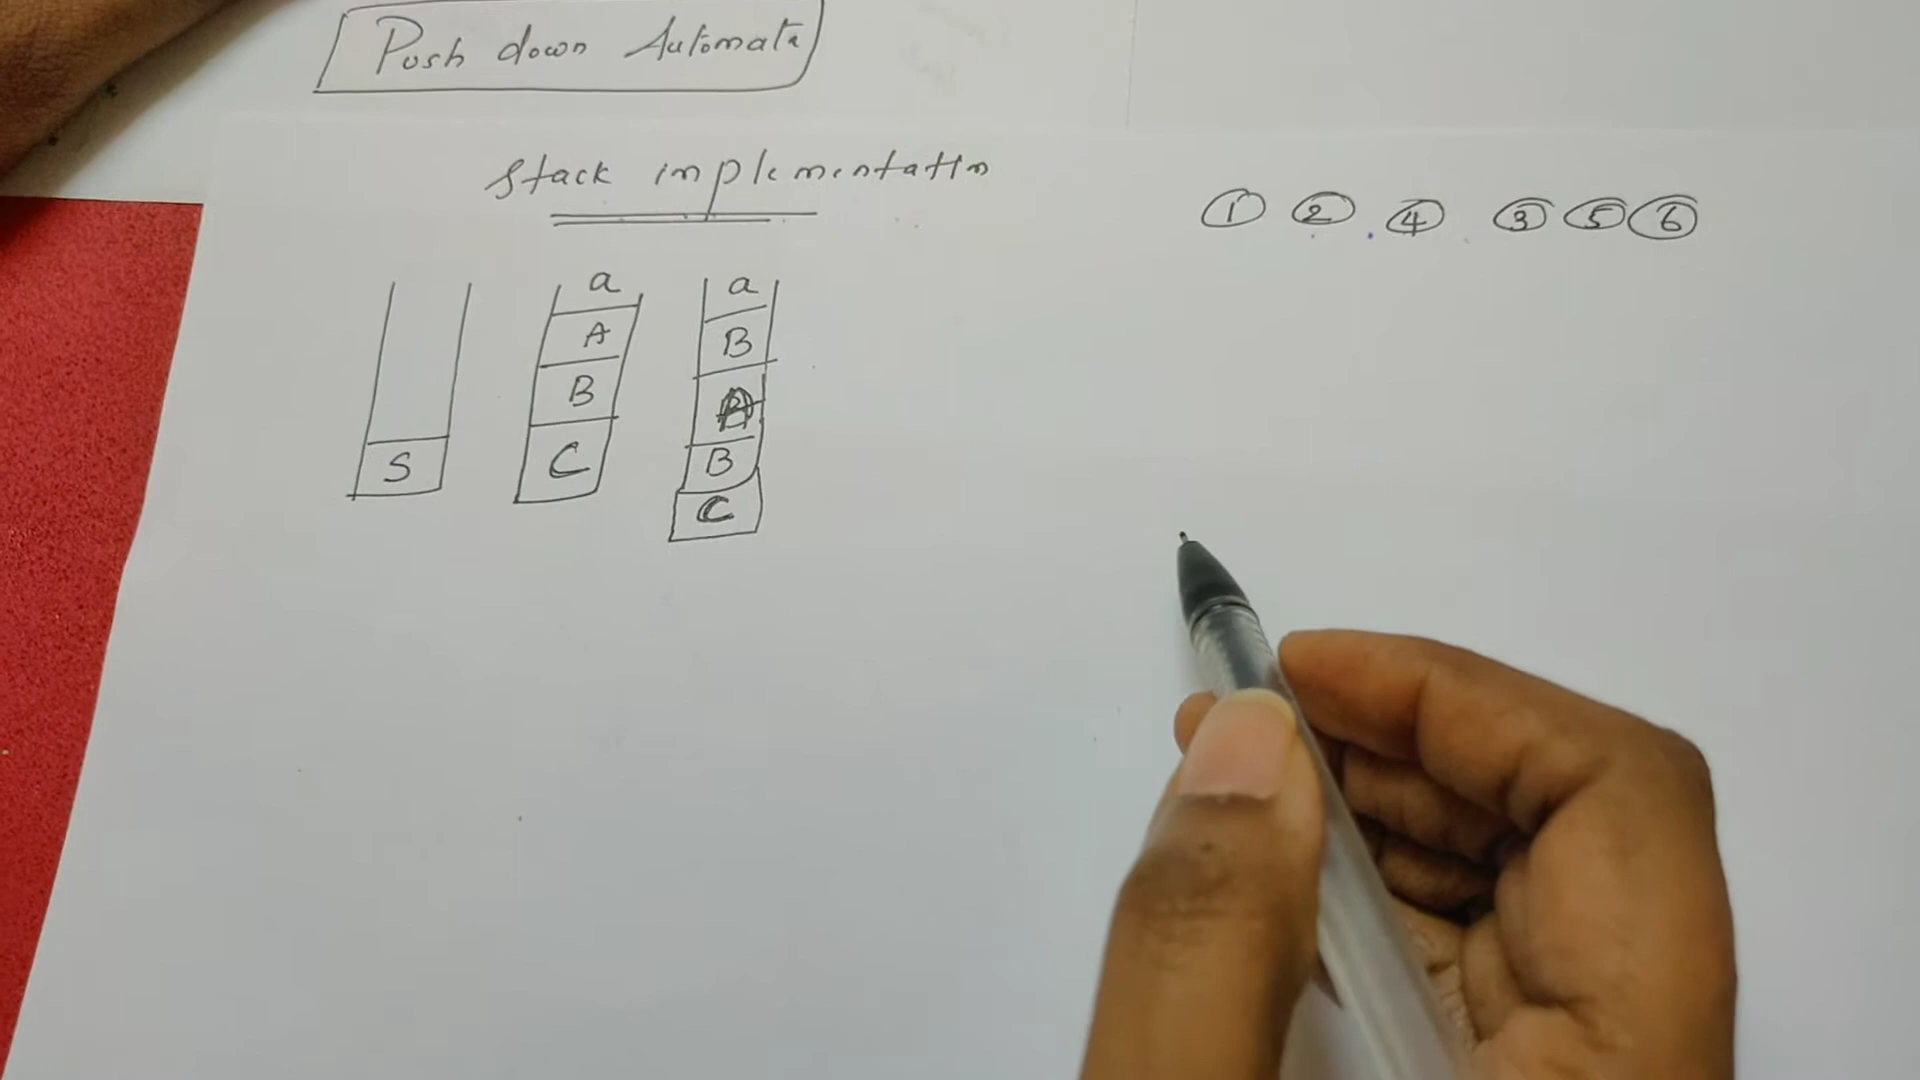 Push down Automata
Stack implementation
① ② ④ ③ ⑤ ⑥
a a
A B
B
S C B
C